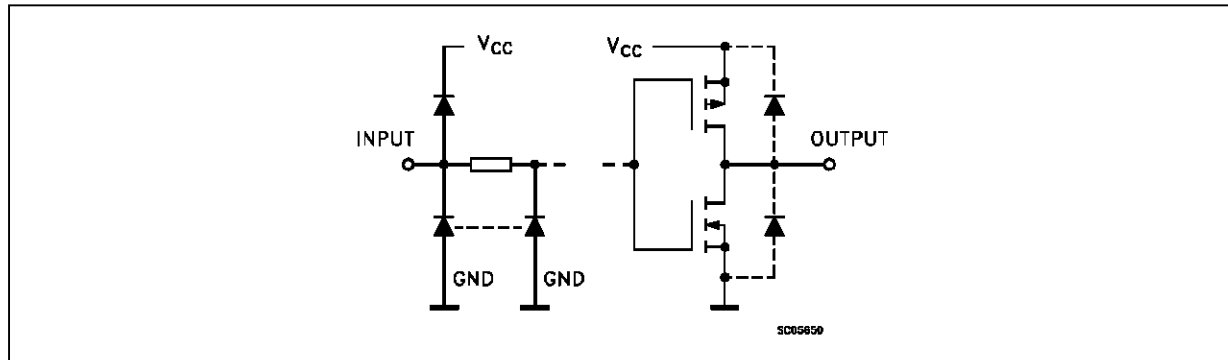 VCC
VCC
INPUT
OUTPUT
GND
GND
SC05650